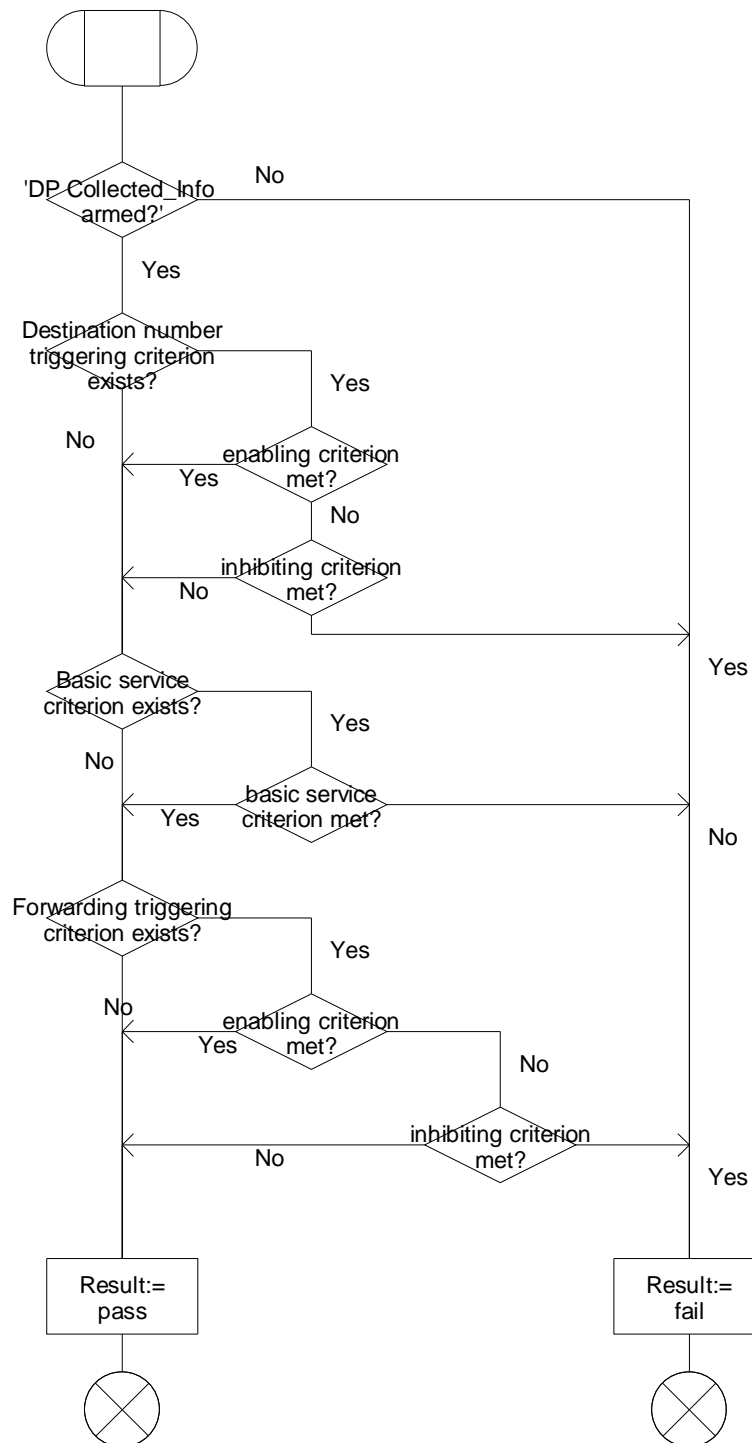 No
'DP Collected_Info
armed?'
Yes
Destination number
triggering criterion
exists?
Yes
No
enabling criterion
met?
Yes
No
inhibiting criterion
met?
No
Yes
Basic service
criterion exists?
Yes
No
basic service
criterion met?
Yes
No
Forwarding triggering
criterion exists?
Yes
No
enabling criterion
met?
Yes
No
inhibiting criterion
met?
No
Yes
Result:=
pass
Result:=
fail